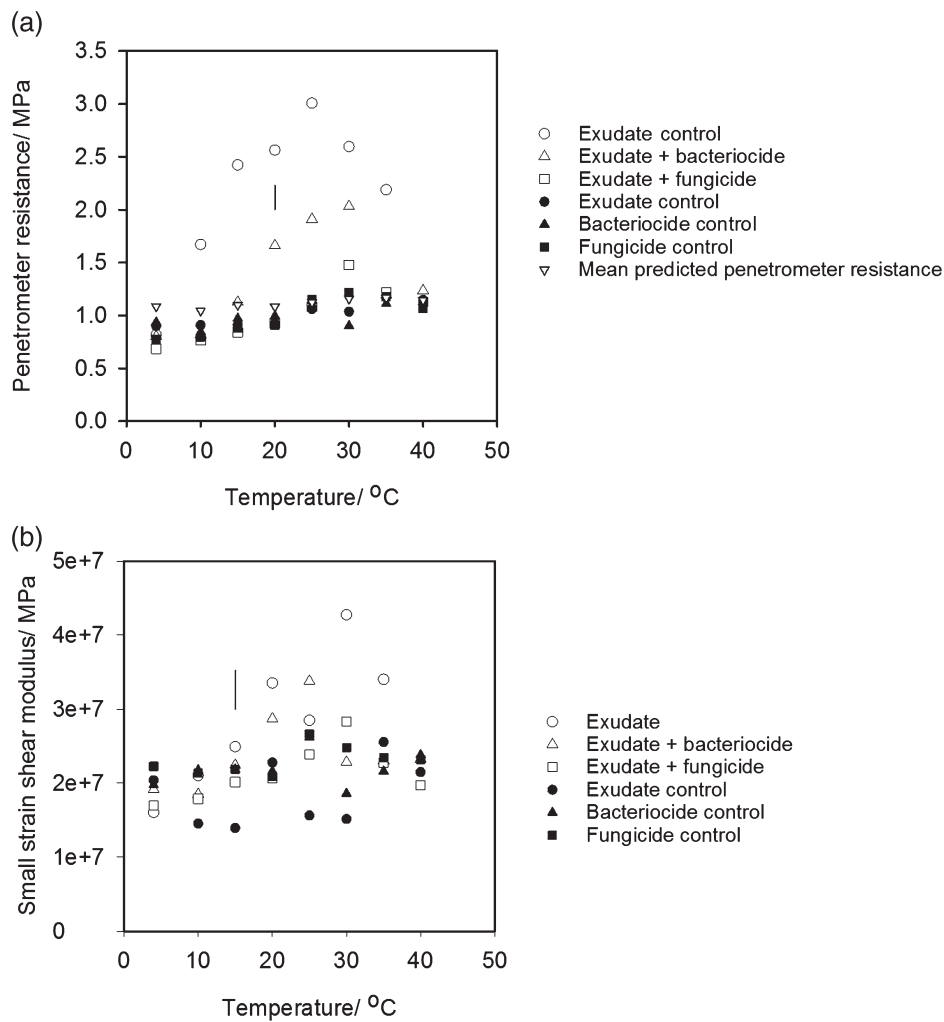 (a)
3.5
3.0
2.5
2.0
1.5
1.0
0.5
0.0
Penetrometer resistance/ MPa
0 10 20 30 40 50
Temperature/ °C
Exudate control
Exudate + bacteriocide
Exudate + fungicide
Exudate control
Bacteriocide control
Fungicide control
Mean predicted penetrometer resistance
(b)
5e+7
4e+7
3e+7
2e+7
1e+7
0
Small strain shear modulus/ MPa
0 10 20 30 40 50
Temperature/ °C
Exudate
Exudate + bacteriocide
Exudate + fungicide
Exudate control
Bacteriocide control
Fungicide control